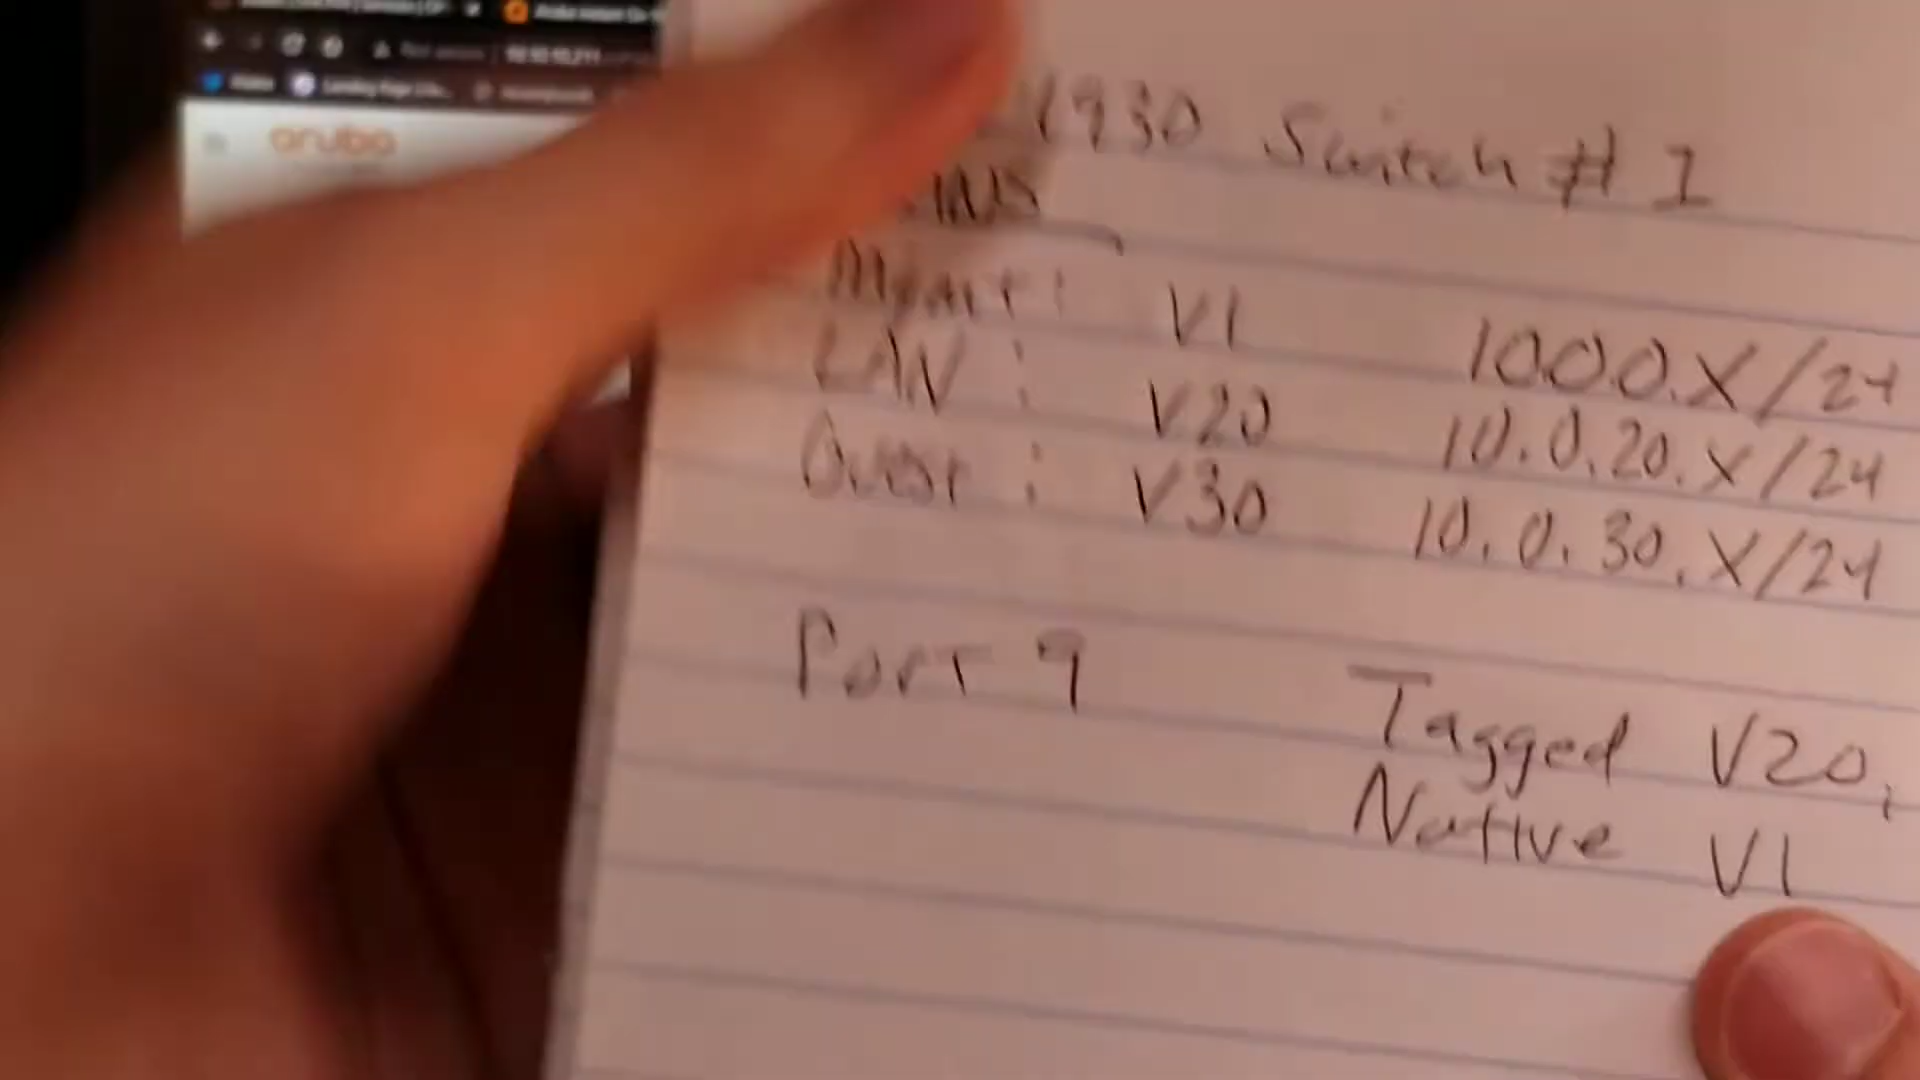 aruba
1930 Switch # 1
Mgmt: V1 10.0.0.X/24
LAN: V20 10.0.20.X/24
Guest: V30 10.0.30.X/24
Port 9 Tagged V20,
Native V1